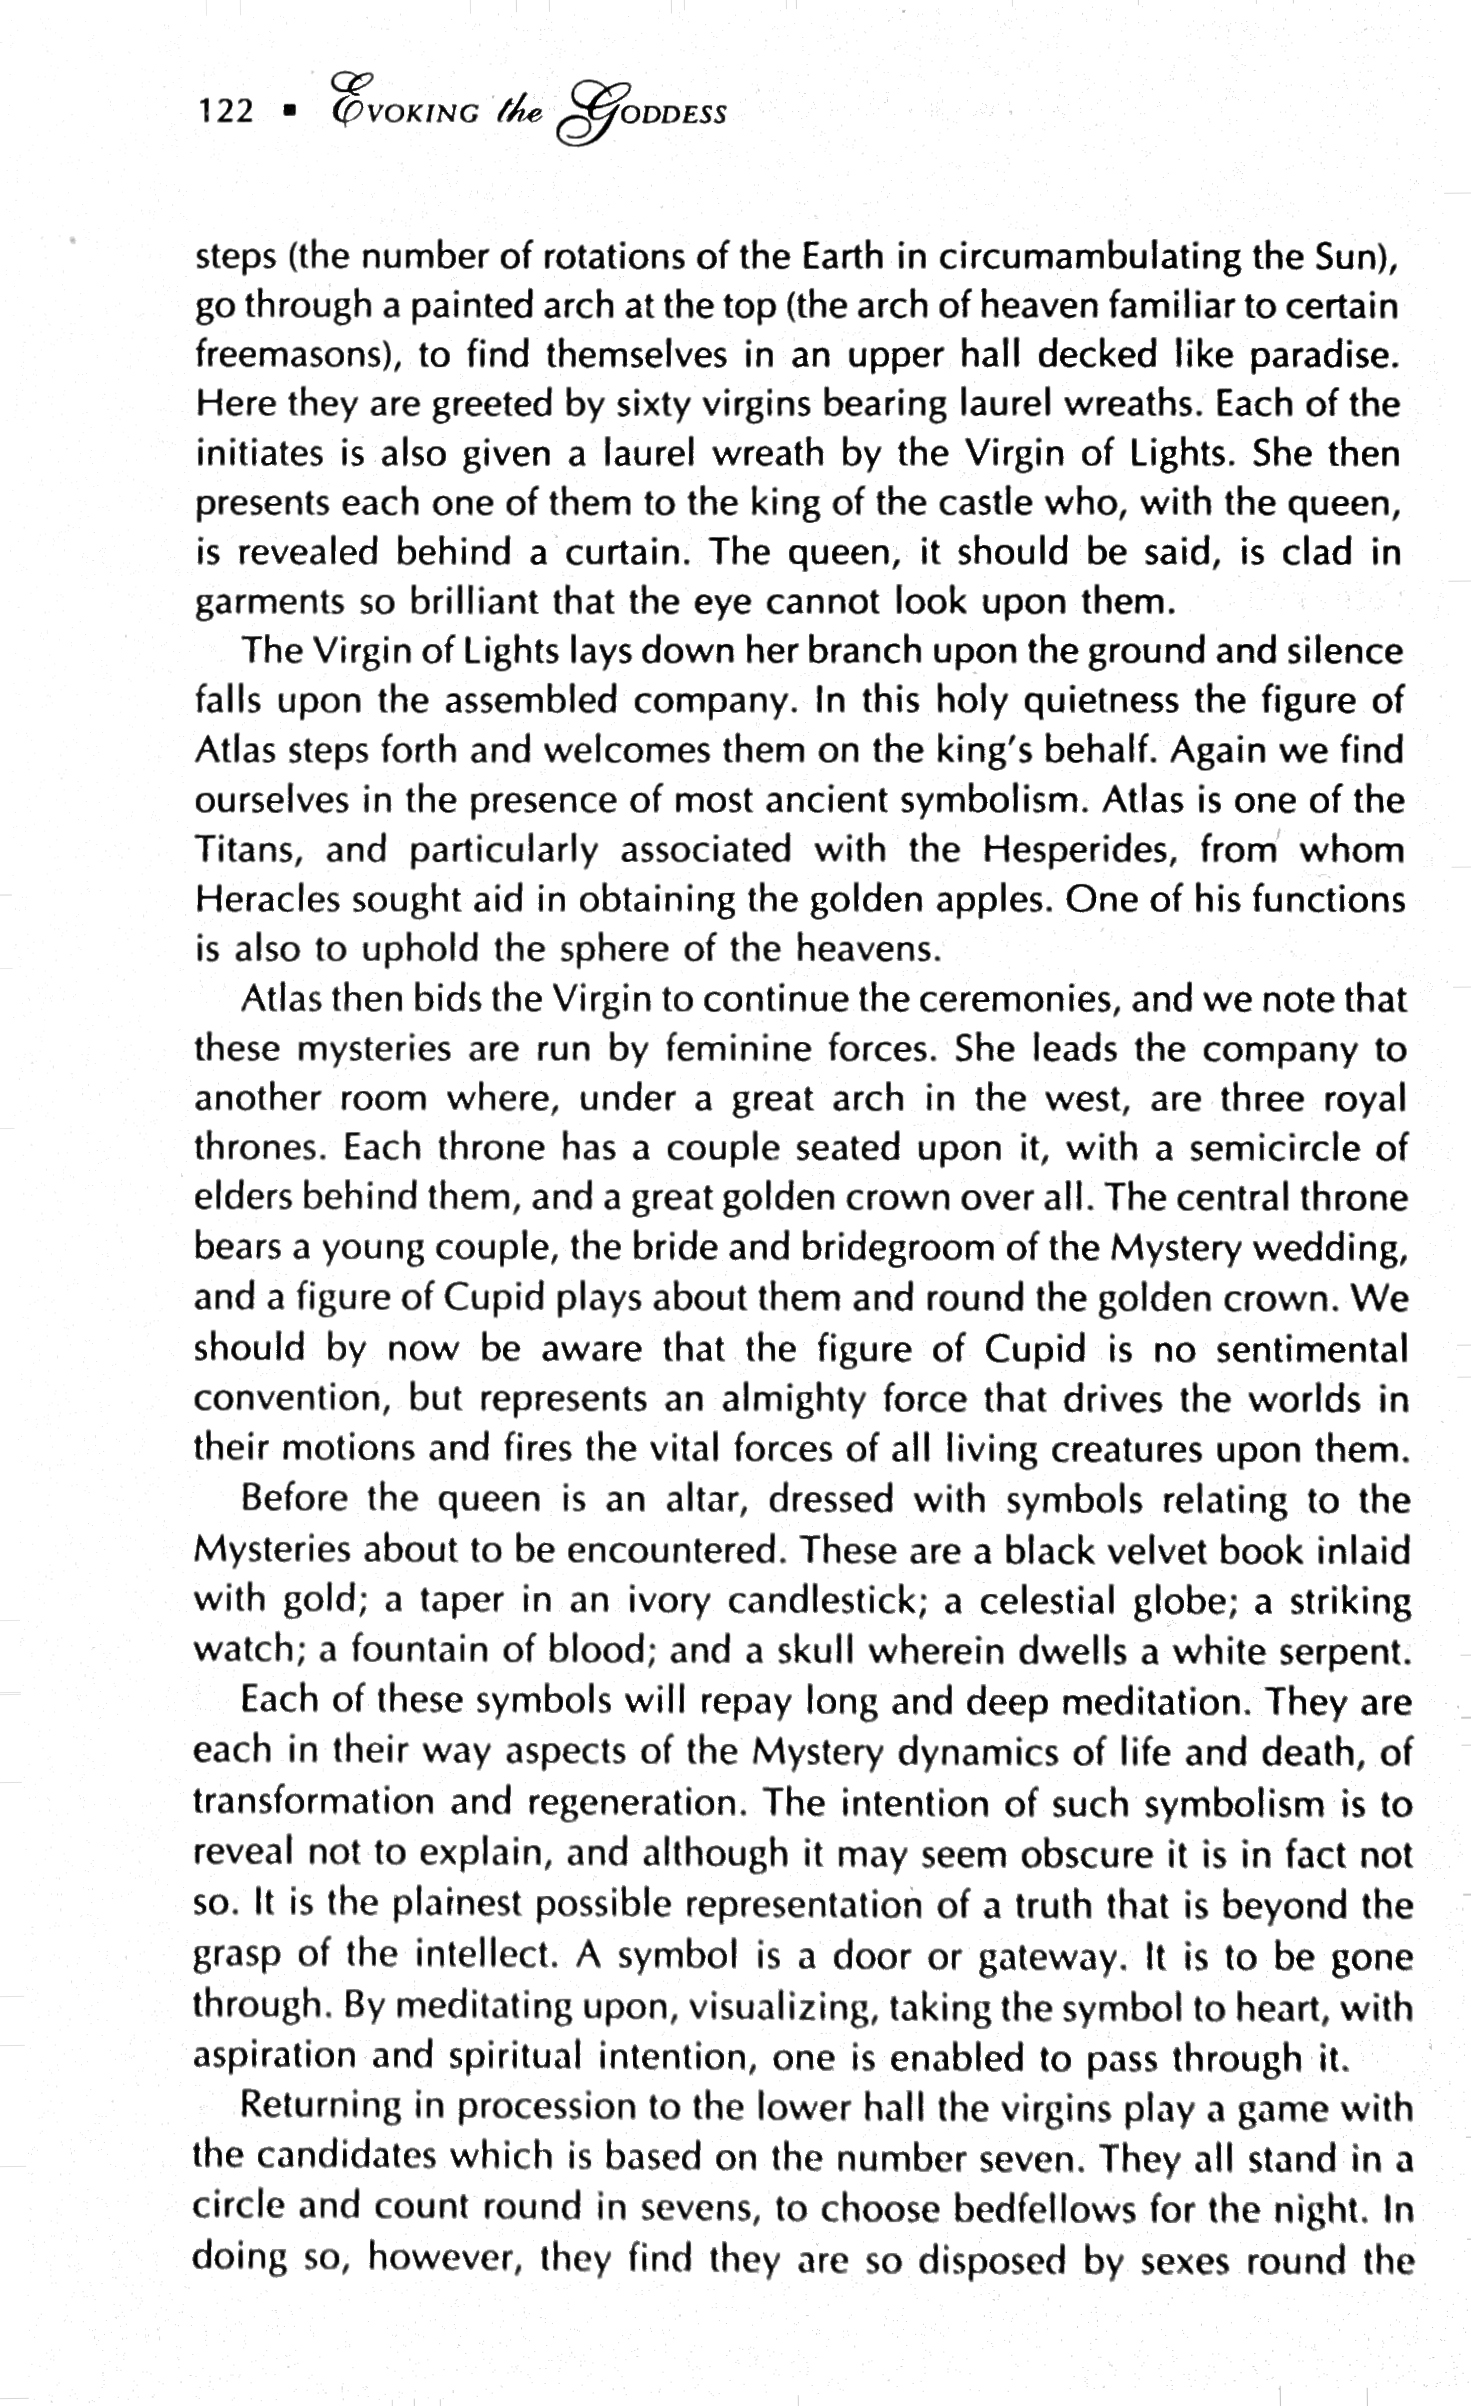 122 ▪ Evoking the Goddess
steps (the number of rotations of the Earth in circumambulating the Sun),
go through a painted arch at the top (the arch of heaven familiar to certain
freemasons), to find themselves in an upper hall decked like paradise.
Here they are greeted by sixty virgins bearing laurel wreaths. Each of the
initiates is also given a laurel wreath by the Virgin of Lights. She then
presents each one of them to the king of the castle who, with the queen,
is revealed behind a curtain. The queen, it should be said, is clad in
garments so brilliant that the eye cannot look upon them.
The Virgin of Lights lays down her branch upon the ground and silence
falls upon the assembled company. In this holy quietness the figure of
Atlas steps forth and welcomes them on the king's behalf. Again we find
ourselves in the presence of most ancient symbolism. Atlas is one of the
Titans, and particularly associated with the Hesperides, from whom
Heracles sought aid in obtaining the golden apples. One of his functions
is also to uphold the sphere of the heavens.
Atlas then bids the Virgin to continue the ceremonies, and we note that
these mysteries are run by feminine forces. She leads the company to
another room where, under a great arch in the west, are three royal
thrones. Each throne has a couple seated upon it, with a semicircle of
elders behind them, and a great golden crown over all. The central throne
bears a young couple, the bride and bridegroom of the Mystery wedding,
and a figure of Cupid plays about them and round the golden crown. We
should by now be aware that the figure of Cupid is no sentimental
convention, but represents an almighty force that drives the worlds in
their motions and fires the vital forces of all living creatures upon them.
Before the queen is an altar, dressed with symbols relating to the
Mysteries about to be encountered. These are a black velvet book inlaid
with gold; a taper in an ivory candlestick; a celestial globe; a striking
watch; a fountain of blood; and a skull wherein dwells a white serpent.
Each of these symbols will repay long and deep meditation. They are
each in their way aspects of the Mystery dynamics of life and death, of
transformation and regeneration. The intention of such symbolism is to
reveal not to explain, and although it may seem obscure it is in fact not
so. It is the plainest possible representation of a truth that is beyond the
grasp of the intellect. A symbol is a door or gateway. It is to be gone
through. By meditating upon, visualizing, taking the symbol to heart, with
aspiration and spiritual intention, one is enabled to pass through it.
Returning in procession to the lower hall the virgins play a game with
the candidates which is based on the number seven. They all stand in a
circle and count round in sevens, to choose bedfellows for the night. In
doing so, however, they find they are so disposed by sexes round the